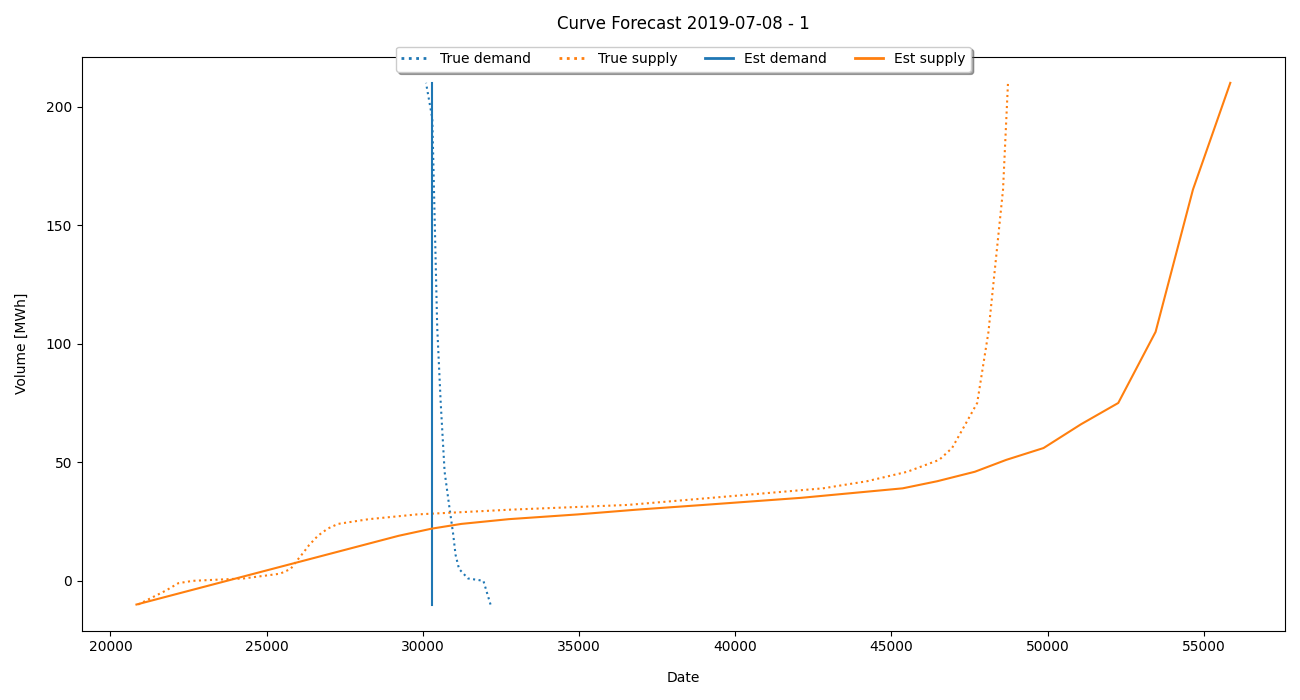 Curve Forecast 2019-07-08 - 1
True demand True supply Est demand Est supply
200
150
100
50
0
Volume [MWh]
20000 25000 30000 35000 40000 45000 50000 55000
Date